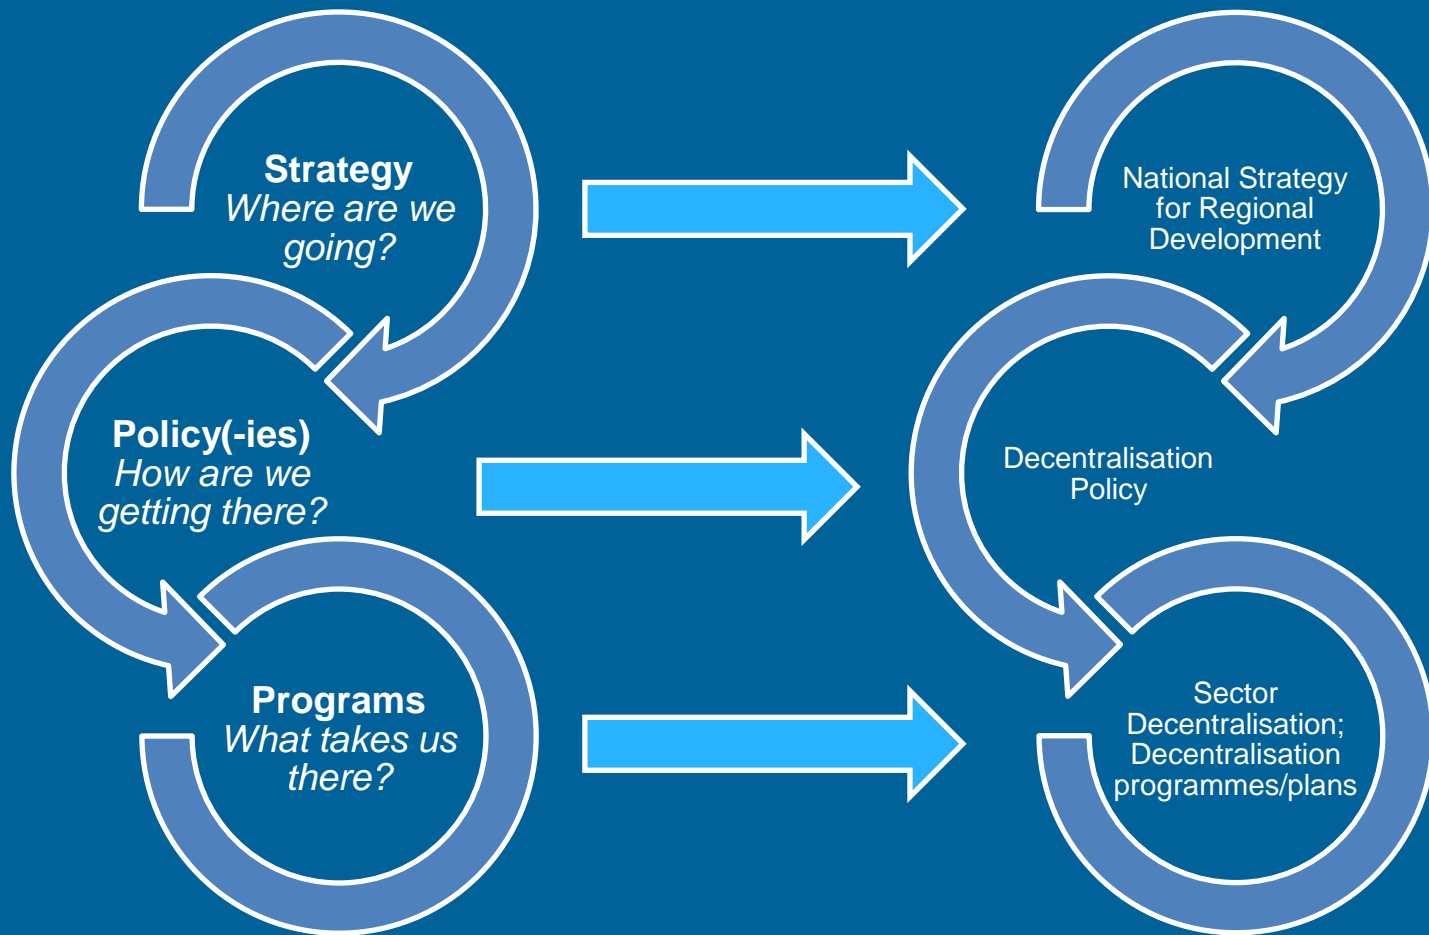 Strategy
Where are we
going?
National Strategy
for Regional
Development
Policy(-ies)
How are we
getting there?
Decentralisation
Policy
Programs
What takes us
there?
Sector
Decentralisation;
Decentralisation
programmes/plans